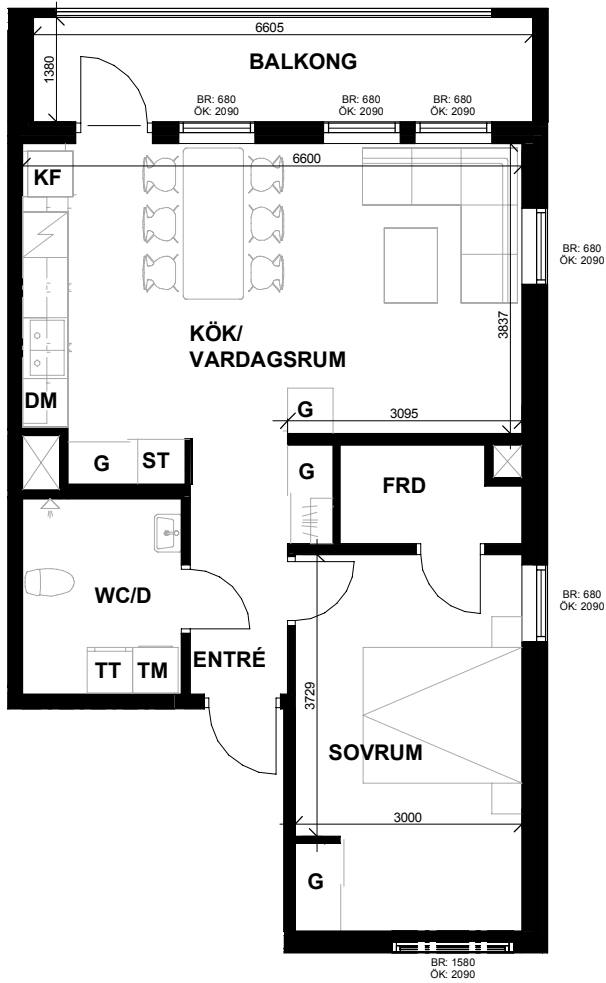 6605
1380
BALKONG
BR: 680
ÖK: 2090
BR: 680
ÖK: 2090
BR: 680
ÖK: 2090
6600
KF
BR: 680
ÖK: 2090
3837
KÖK/
VARDAGSRUM
DM
G
3095
G
ST
G
FRD
WC/D
BR: 680
ÖK: 2090
TT
TM
ENTRÉ
3729
SOVRUM
3000
G
BR: 1580
ÖK: 2090